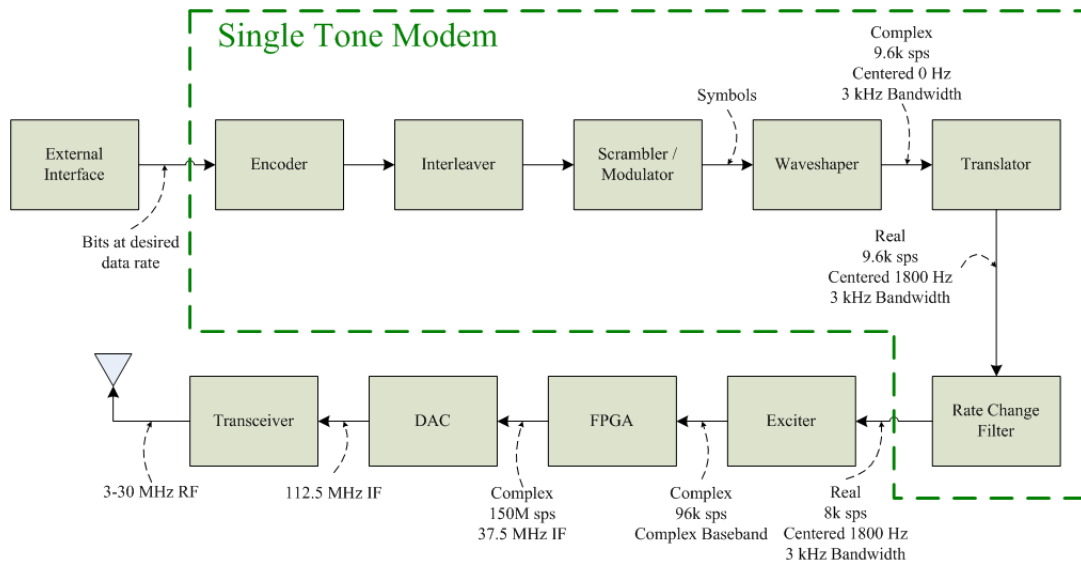 Single Tone Modem
Complex
9.6k sps
Centered 0 Hz
3 kHz Bandwidth
Symbols
External
Interface
Encoder
Interleaver
Scrambler /
Modulator
Waveshaper
Translator
Bits at desired
data rate
Real
9.6k sps
Centered 1800 Hz
3 kHz Bandwidth
Transceiver
DAC
FPGA
Exciter
Rate Change
Filter
3-30 MHz RF
112.5 MHz IF
Complex
150M sps
37.5 MHz IF
Complex
96k sps
Complex Baseband
Real
8k sps
Centered 1800 Hz
3 kHz Bandwidth